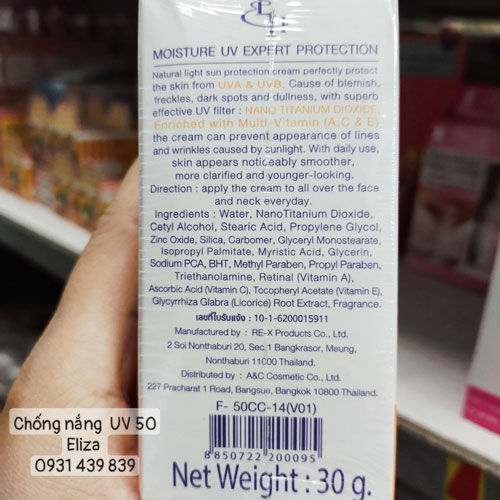 MOISTURE UV EXPERT PROTECTION
Natural light sun protection cream perfectly protect
the skin from UVA & UVB, Cause of blemish,
freckles, dark spots and dullness, with superb
effective UV filter : NANO TITANIUM DIOXIDE,
Enriched with Multi-Vitamin (A,C & E)
the cream can prevent appearance of lines
and wrinkles caused by sunlight. With daily use,
skin appears noticeably smoother,
more clarified and younger-looking.
Direction : apply the cream to all over the face
and neck everyday.
Ingredients : Water, NanoTitanium Dioxide,
Cetyl Alcohol, Stearic Acid, Propylene Glycol,
Zinc Oxide, Silica, Carbomer, Glyceryl Monostearate,
Isopropyl Palmitate, Myristic Acid, Glycerin,
Sodium PCA, BHT, Methyl Paraben, Propyl Paraben,
Triethanolamine, Retinal (Vitamin A),
Ascorbic Acid (Vitamin C), Tocopheryl Acetate (Vitamin E),
Glycyrrhiza Glabra (Licorice) Root Extract, Fragrance.
เลขที่ใบรับแจ้ง : 10-1-6200015911
Manufactured by : RE-X Products Co., Ltd.
2 Soi Nonthaburi 20, Sec.1 Bangkrasor, Meung,
Nonthaburi 11000 Thailand.
Distributed by : A&C Cosmetic Co., Ltd.
227 Pracharat 1 Road, Bangsue, Bangkok 10800 Thailand.
F- 50CC-14(V01)
8 850722 200095
Net Weight : 30 g.
Chống nắng UV 50
Eliza
0931 439 839